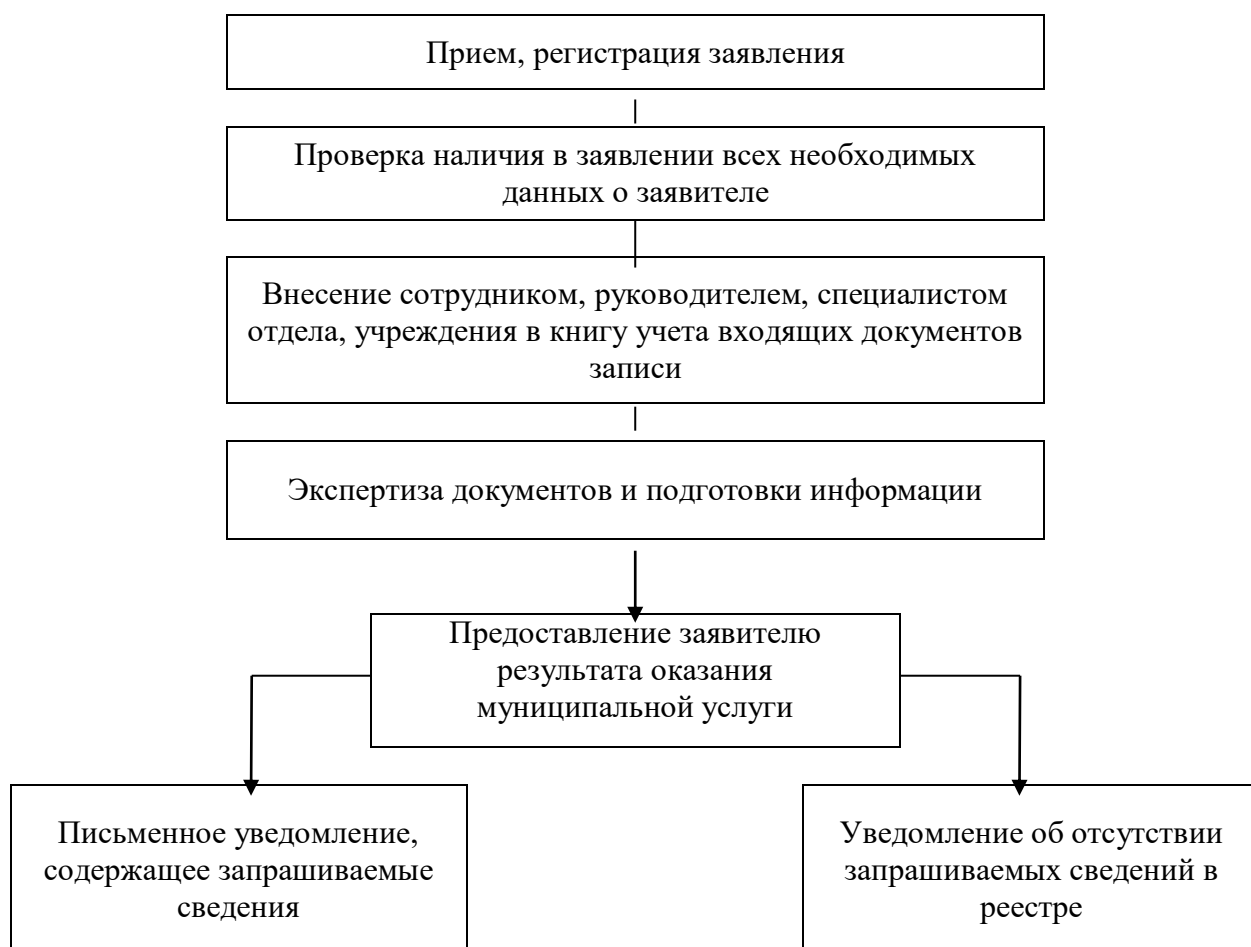 Прием, регистрация заявления
Проверка наличия в заявлении всех необходимых
данных о заявителе
Внесение сотрудником, руководителем, специалистом
отдела, учреждения в книгу учета входящих документов
записи
Экспертиза документов и подготовки информации
Предоставление заявителю
результата оказания
муниципальной услуги
Письменное уведомление,
содержащее запрашиваемые
сведения
Уведомление об отсутствии
запрашиваемых сведений в
реестре